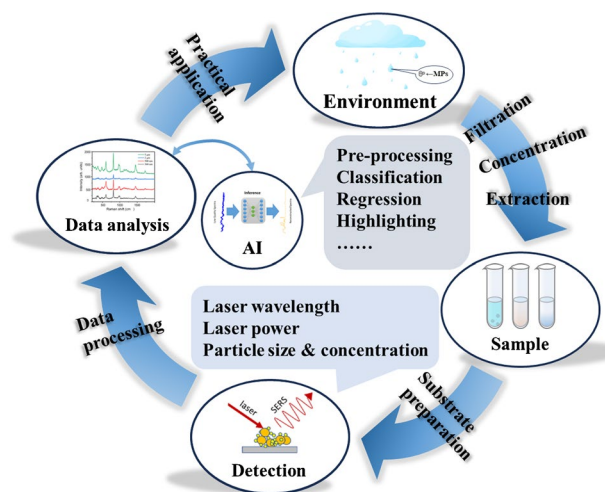 Practical
application
←MPs
Environment
Filtration
Concentration
Extraction
Data analysis
Inference
AI
Pre-processing
Classification
Regression
Highlighting
……
Laser wavelength
Laser power
Particle size & concentration
Sample
Data
processing
laser
SERS
Detection
Substrate
preparation